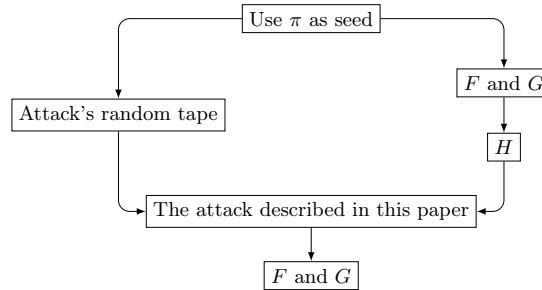 Use π as seed
F and G
Attack's random tape
H
The attack described in this paper
F and G